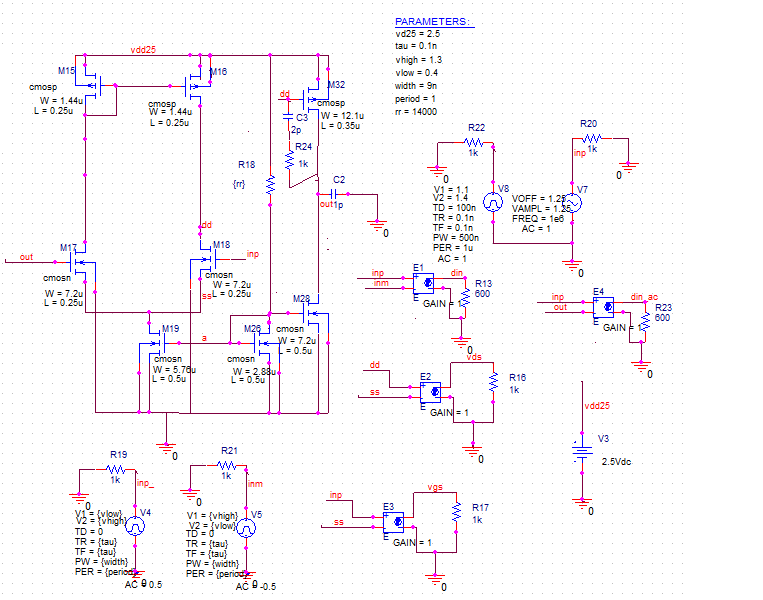 PARAMETERS:
vd25 = 2.5
tau = 0.1n
vhigh = 1.3
vlow = 0.4
width = 9n
period = 1
rr = 14000
vdd25
M15
cmosp
W = 1.44u
L = 0.25u
M16
cmosp
W = 1.44u
L = 0.25u
M32
cmosp
W = 12.1u
L = 0.35u
dd
C3
2p
R24
1k
R18
{rr}
C2
1p
out
0
out
M17
cmosn
W = 7.2u
L = 0.25u
dd
M18
inp
cmosn
W = 7.2u
L = 0.25u
ss
M19
cmosn
W = 5.76u
L = 0.5u
a
M26
cmosn
W = 2.88u
L = 0.5u
M28
cmosn
W = 7.2u
L = 0.5u
0
R22
1k
0
V8
V1 = 1.1
V2 = 1.4
TD = 100n
TR = 0.1n
TF = 0.1n
PW = 500n
PER = 1u
AC = 1
R20
1k
inp
0
V7
VOFF = 1.25
VAMPL = 1.25
FREQ = 1e6
AC = 1
0
E1
inp
inm
din
E
GAIN = 1
R13
600
0
E4
inp
out
din_ac
E
GAIN = 1
R23
600
0
E2
dd
ss
vds
E
GAIN = 1
R16
1k
0
vdd25
V3
2.5Vdc
0
E3
inp
ss
vgs
E
GAIN = 1
R17
1k
0
R19
1k
inp_
0
V4
V1 = {vlow}
V2 = {vhigh}
TD = 0
TR = {tau}
TF = {tau}
PW = {width}
PER = {period}
AC = 0.5
0
R21
1k
inm
0
V5
V1 = {vhigh}
V2 = {vlow}
TD = 0
TR = {tau}
TF = {tau}
PW = {width}
PER = {period}
AC = -0.5
0